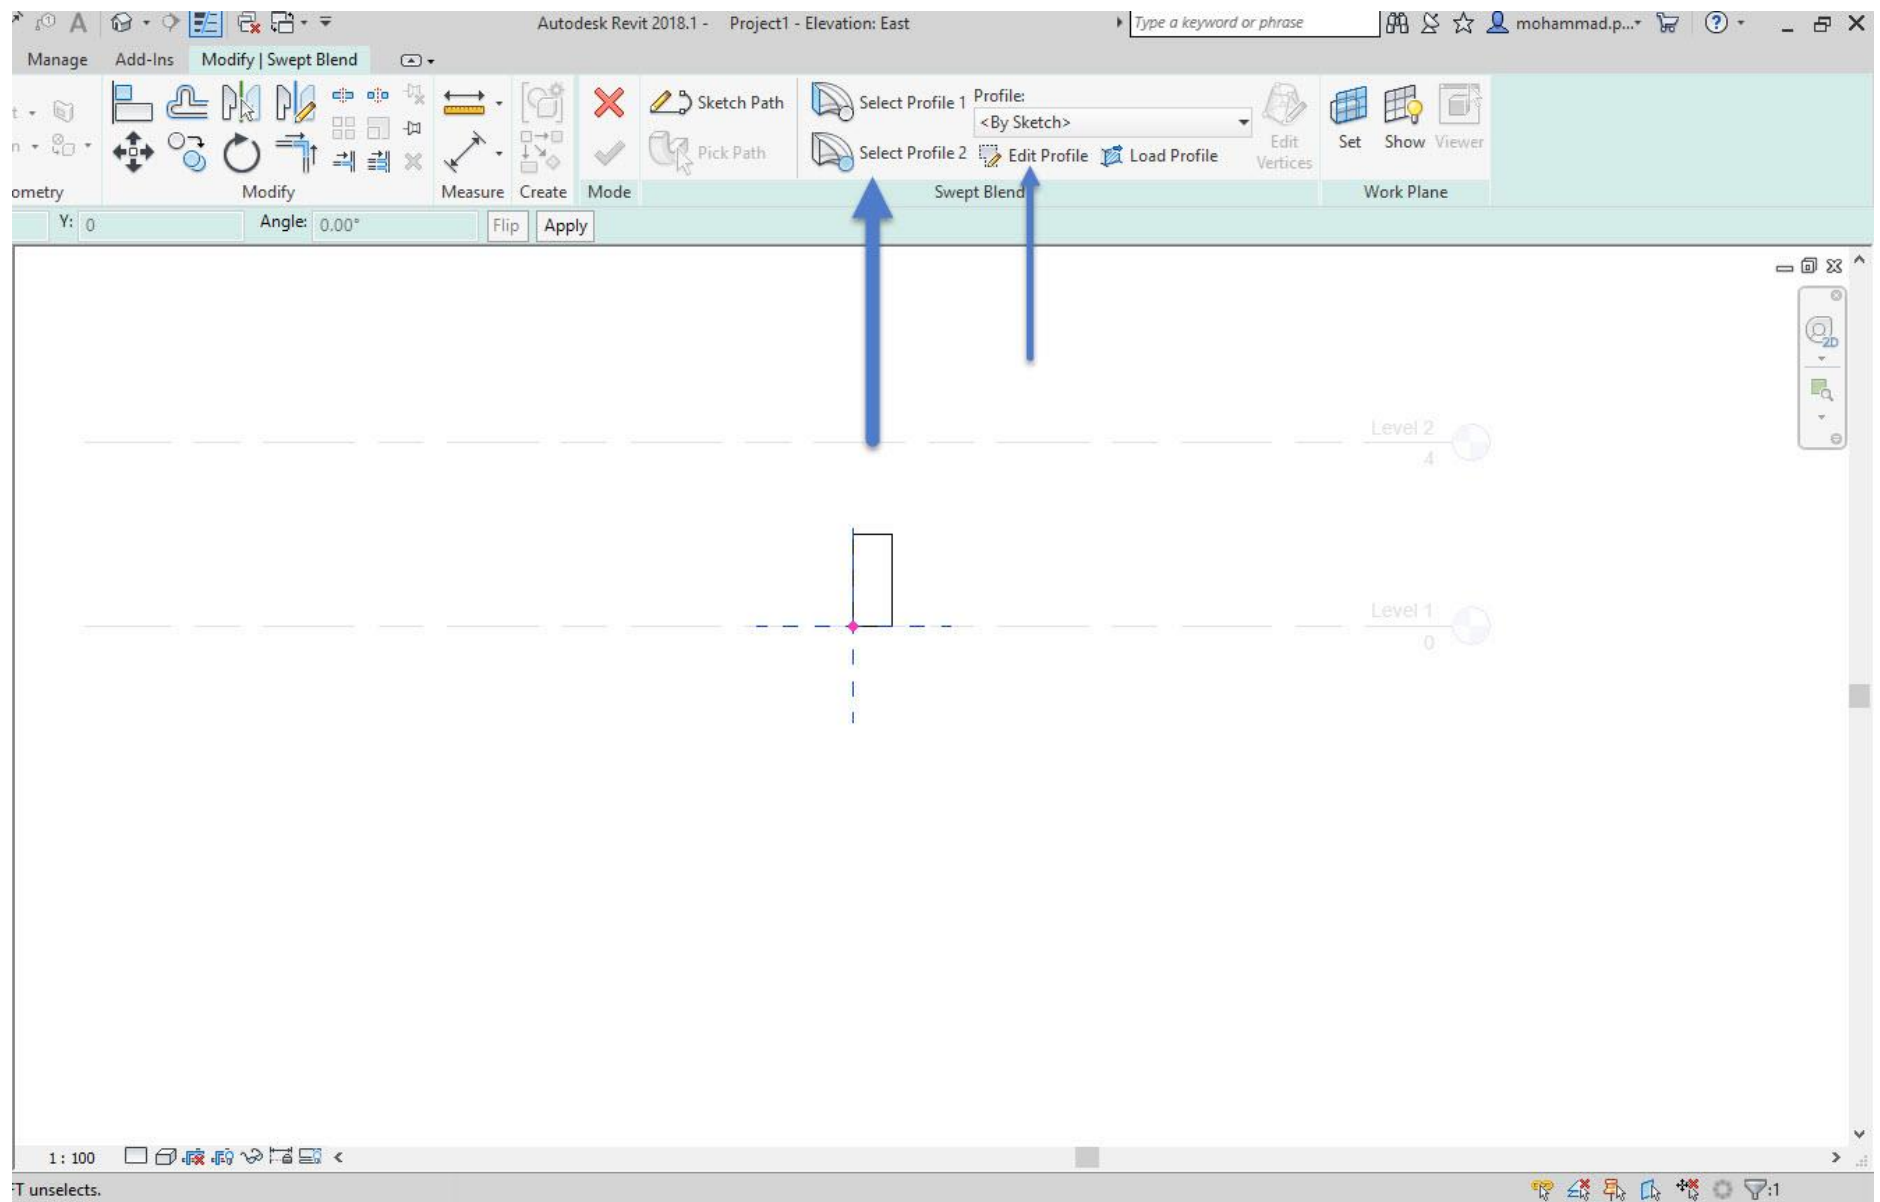 A
Autodesk Revit 2018.1 - Project1 - Elevation: East
Type a keyword or phrase
mohammad.p...
?
Manage Add-Ins Modify | Swept Blend
Sketch Path
Pick Path
Select Profile 1
Select Profile 2
Profile:
<By Sketch>
Edit Profile
Load Profile
Edit
Vertices
Set
Show
Viewer
ometry
Modify
Measure
Create
Mode
Swept Blend
Work Plane
Y: 0
Angle: 0.00°
Flip
Apply
2D
Level 2
4
Level 1
0
1 : 100
FT unselects.
:1